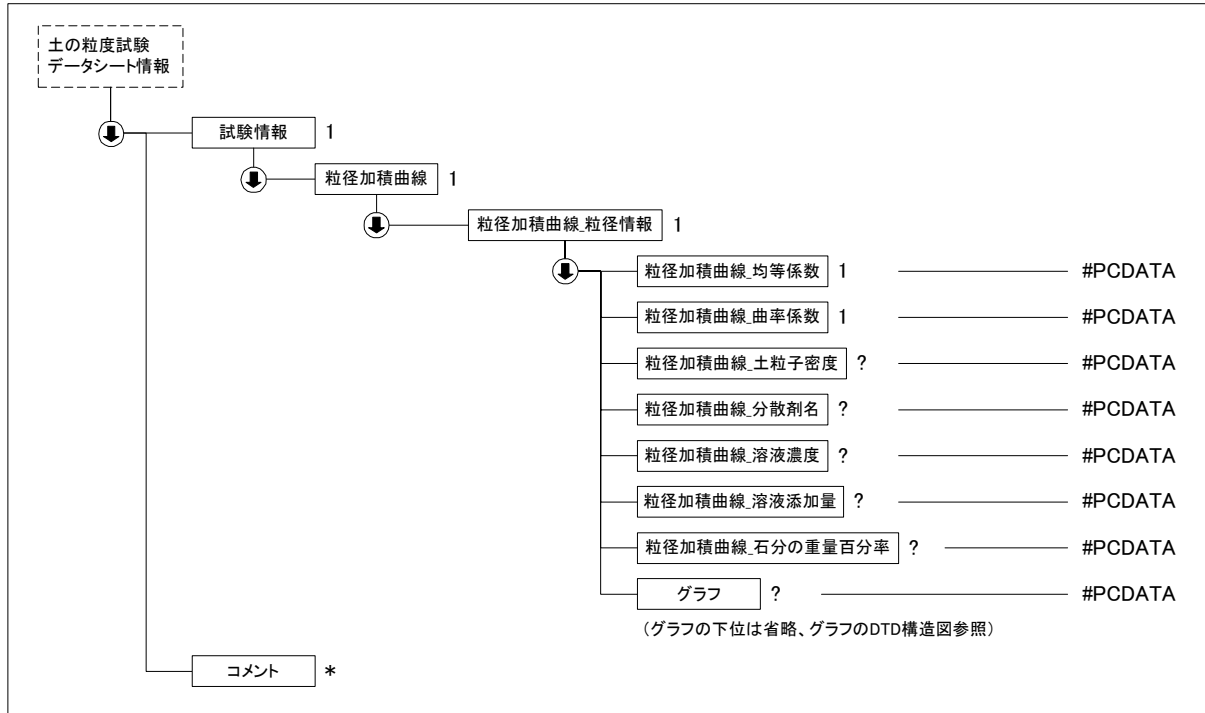 土の粒度試験
データシート情報
試験情報 1
粒径加積曲線 1
粒径加積曲線_粒径情報 1
粒径加積曲線_均等係数 1 #PCDATA
粒径加積曲線_曲率係数 1 #PCDATA
粒径加積曲線_土粒子密度 ? #PCDATA
粒径加積曲線_分散剤名 ? #PCDATA
粒径加積曲線_溶液濃度 ? #PCDATA
粒径加積曲線_溶液添加量 ? #PCDATA
粒径加積曲線_石分の重量百分率 ? #PCDATA
グラフ ? #PCDATA
（グラフの下位は省略、グラフのDTD構造図参照）
コメント *